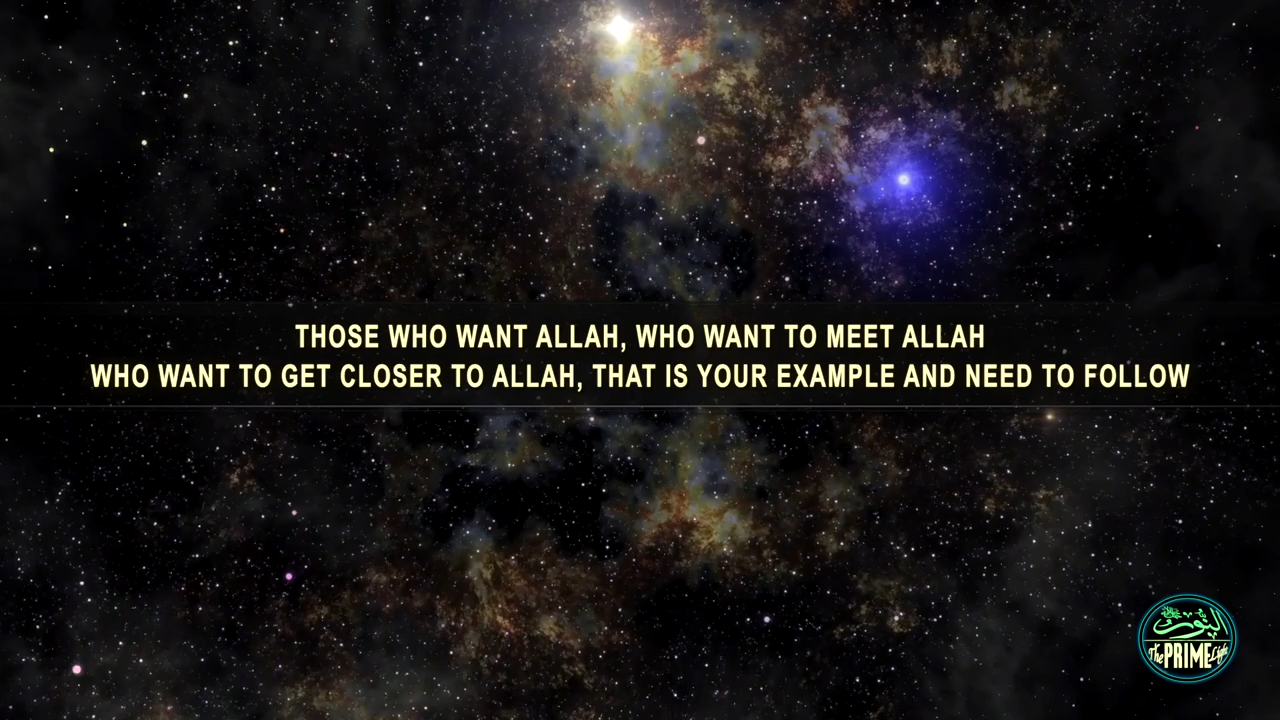 THOSE WHO WANT ALLAH, WHO WANT TO MEET ALLAH
WHO WANT TO GET CLOSER TO ALLAH, THAT IS YOUR EXAMPLE AND NEED TO FOLLOW
The PRIME Light